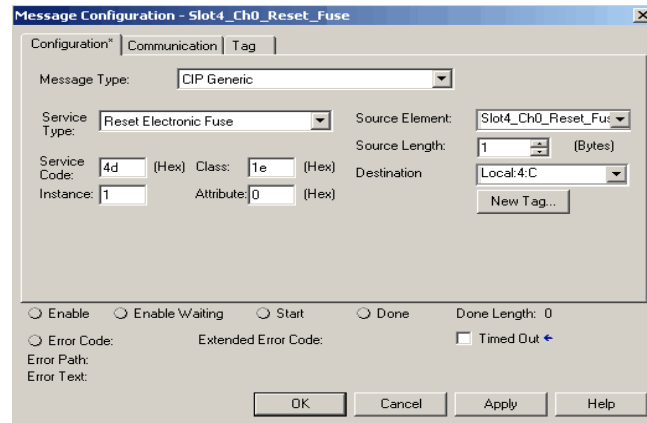 Message Configuration - Slot4_Ch0_Reset_Fuse
Configuration* Communication Tag
Message Type: CIP Generic
Service Type: Reset Electronic Fuse
Source Element: Slot4_Ch0_Reset_Fus
Source Length: 1 (Bytes)
Service Code: 4d (Hex) Class: 1e (Hex)
Destination Local:4:C
Instance: 1 Attribute: 0 (Hex)
New Tag...
Enable Enable Waiting Start Done Done Length: 0
Error Code: Extended Error Code: Timed Out
Error Path:
Error Text:
OK Cancel Apply Help